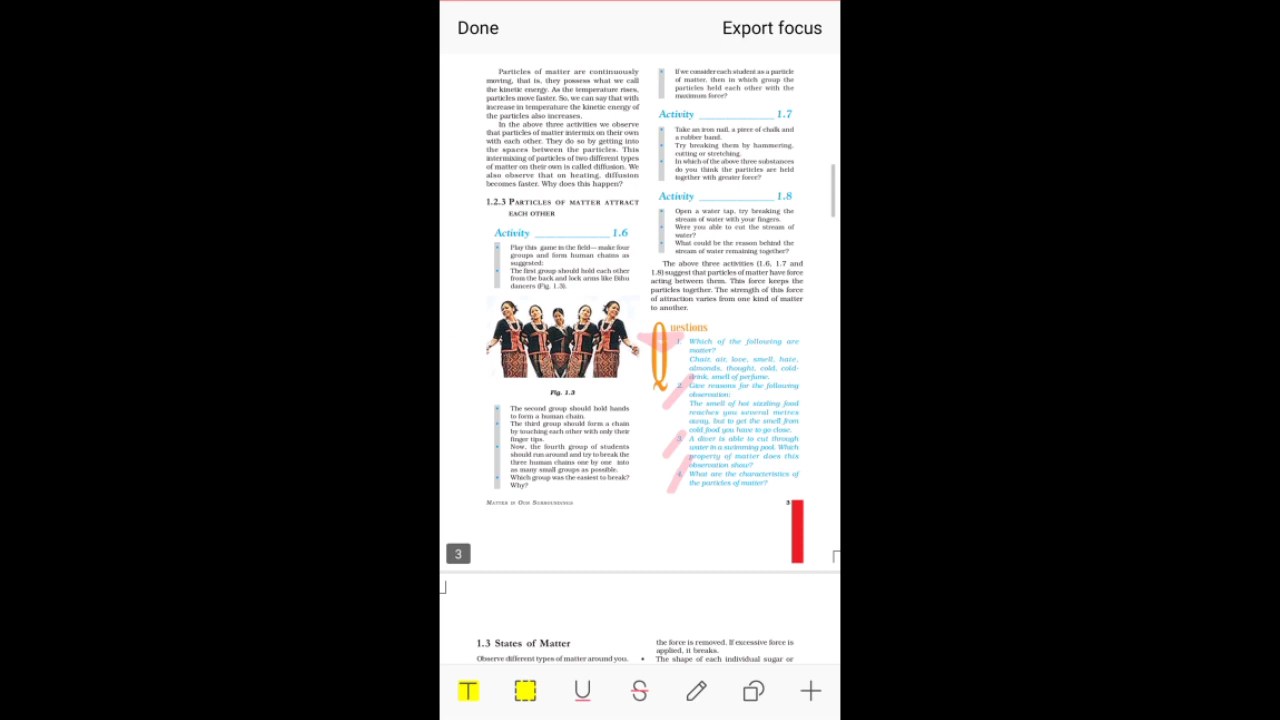 Done
Export focus
Particles of matter are continuously
moving, that is, they possess what we call
the kinetic energy. As the temperature rises,
particles move faster. So, we can say that with
increase in temperature the kinetic energy of
the particles also increases.
In the above three activities we observe
that particles of matter intermix on their own
with each other. They do so by getting into
the spaces between the particles. This
intermixing of particles of two different types
of matter on their own is called diffusion. We
also observe that on heating, diffusion
becomes faster. Why does this happen?
1.2.3 PARTICLES OF MATTER ATTRACT
EACH OTHER
Activity ______________ 1.6
• Play this game in the field— make four
groups and form human chains as
suggested:
• The first group should hold each other
from the back and lock arms like Bihu
dancers (Fig. 1.3).
Fig. 1.3
• The second group should hold hands
to form a human chain.
• The third group should form a chain
by touching each other with only their
finger tips.
• Now, the fourth group of students
should run around and try to break the
three human chains one by one into
as many small groups as possible.
• Which group was the easiest to break?
Why?
• If we consider each student as a particle
of matter, then in which group the
particles held each other with the
maximum force?
Activity ______________ 1.7
• Take an iron nail, a piece of chalk and
a rubber band.
• Try breaking them by hammering,
cutting or stretching.
• In which of the above three substances
do you think the particles are held
together with greater force?
Activity ______________ 1.8
• Open a water tap, try breaking the
stream of water with your fingers.
• Were you able to cut the stream of
water?
• What could be the reason behind the
stream of water remaining together?
The above three activities (1.6, 1.7 and
1.8) suggest that particles of matter have force
acting between them. This force keeps the
particles together. The strength of this force
of attraction varies from one kind of matter
to another.
Questions
1. Which of the following are
matter?
Chair, air, love, smell, hate,
almonds, thought, cold, cold-
drink, smell of perfume.
2. Give reasons for the following
observation:
The smell of hot sizzling food
reaches you several metres
away, but to get the smell from
cold food you have to go close.
3. A diver is able to cut through
water in a swimming pool. Which
property of matter does this
observation show?
4. What are the characteristics of
the particles of matter?
MATTER IN OUR SURROUNDINGS
3
3
1.3 States of Matter
Observe different types of matter around you.
the force is removed. If excessive force is
applied, it breaks.
• The shape of each individual sugar or
T
U
S